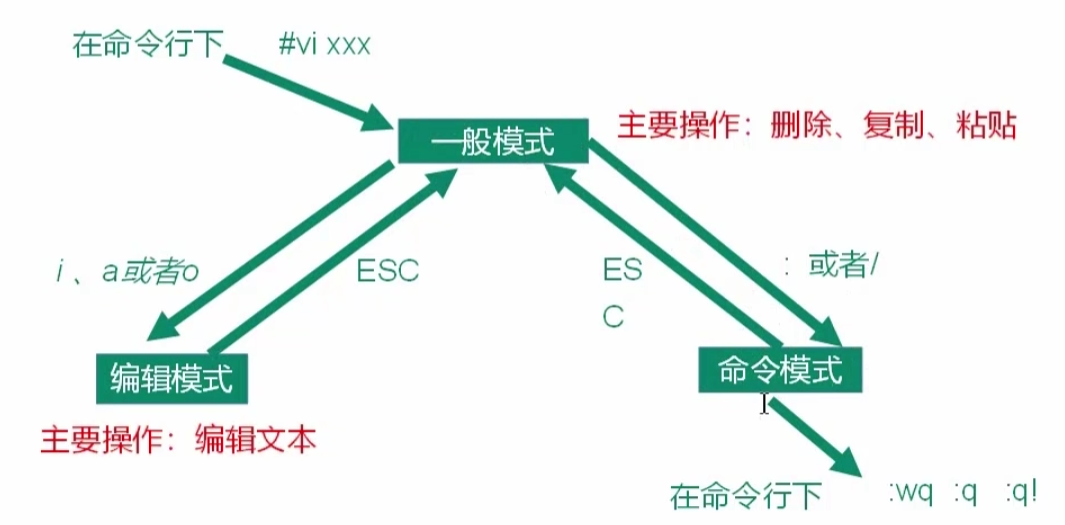 在命令行下 #vi xxx
主要操作：删除、复制、粘贴
一般模式
i 、a或者o
ESC
ES
C
: 或者/
编辑模式
命令模式
主要操作：编辑文本
在命令行下 :wq :q :q!